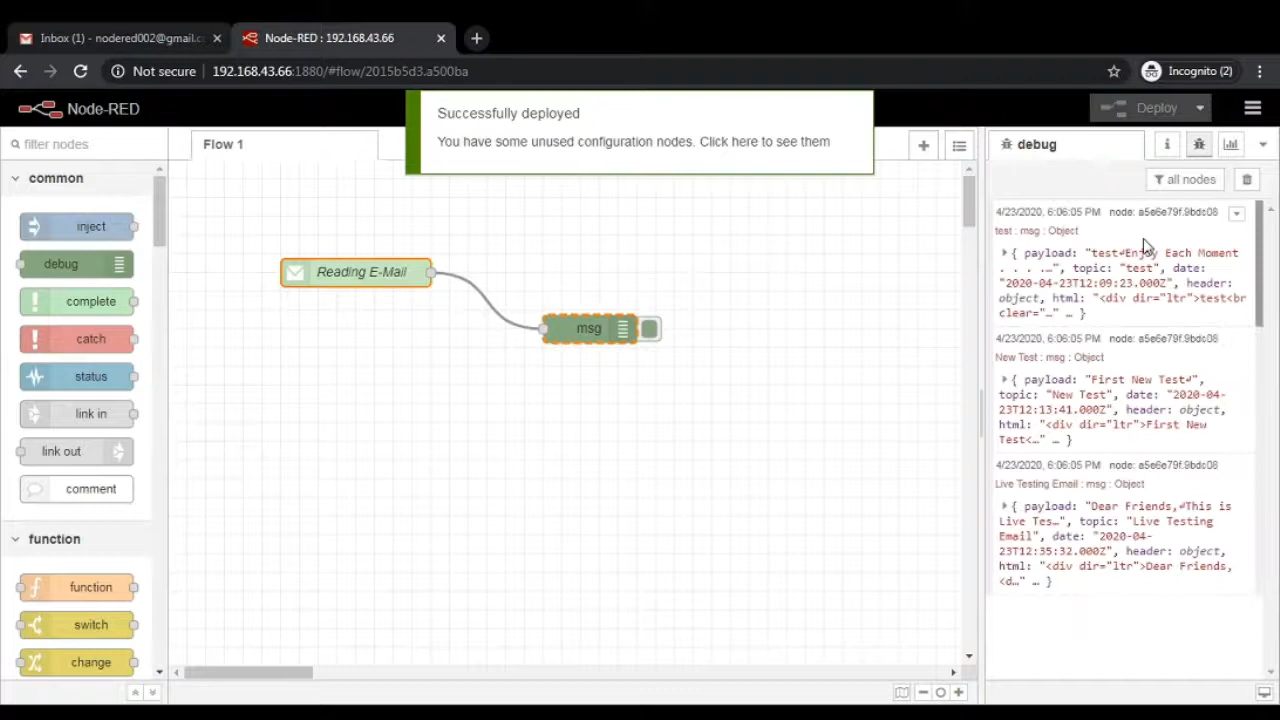 Inbox (1) - nodered002@gmail.c
Node-RED : 192.168.43.66
Not secure
192.168.43.66:1880/#flow/2015b5d3.a500ba
Incognito (2)
Node-RED
Successfully deployed
You have some unused configuration nodes. Click here to see them
Deploy
filter nodes
Flow 1
debug
i
all nodes
common
inject
debug
complete
catch
status
link in
link out
comment
function
function
switch
change
Reading E-Mail
msg
4/23/2020, 6:06:05 PM node: a5e6e79f.9bdc08
test : msg : Object
{ payload: "test↵Enjoy Each Moment
. . . .…", topic: "test", date:
"2020-04-23T12:09:23.000Z", header:
object, html: "<div dir="ltr">test<br
clear="…" … }
4/23/2020, 6:06:05 PM node: a5e6e79f.9bdc08
New Test : msg : Object
{ payload: "First New Test↵",
topic: "New Test", date: "2020-04-
23T12:13:41.000Z", header: object,
html: "<div dir="ltr">First New
Test<…" … }
4/23/2020, 6:06:05 PM node: a5e6e79f.9bdc08
Live Testing Email : msg : Object
{ payload: "Dear Friends,↵This is
Live Tes…", topic: "Live Testing
Email", date: "2020-04-
23T12:35:32.000Z", header: object,
html: "<div dir="ltr">Dear Friends,
<d…" … }